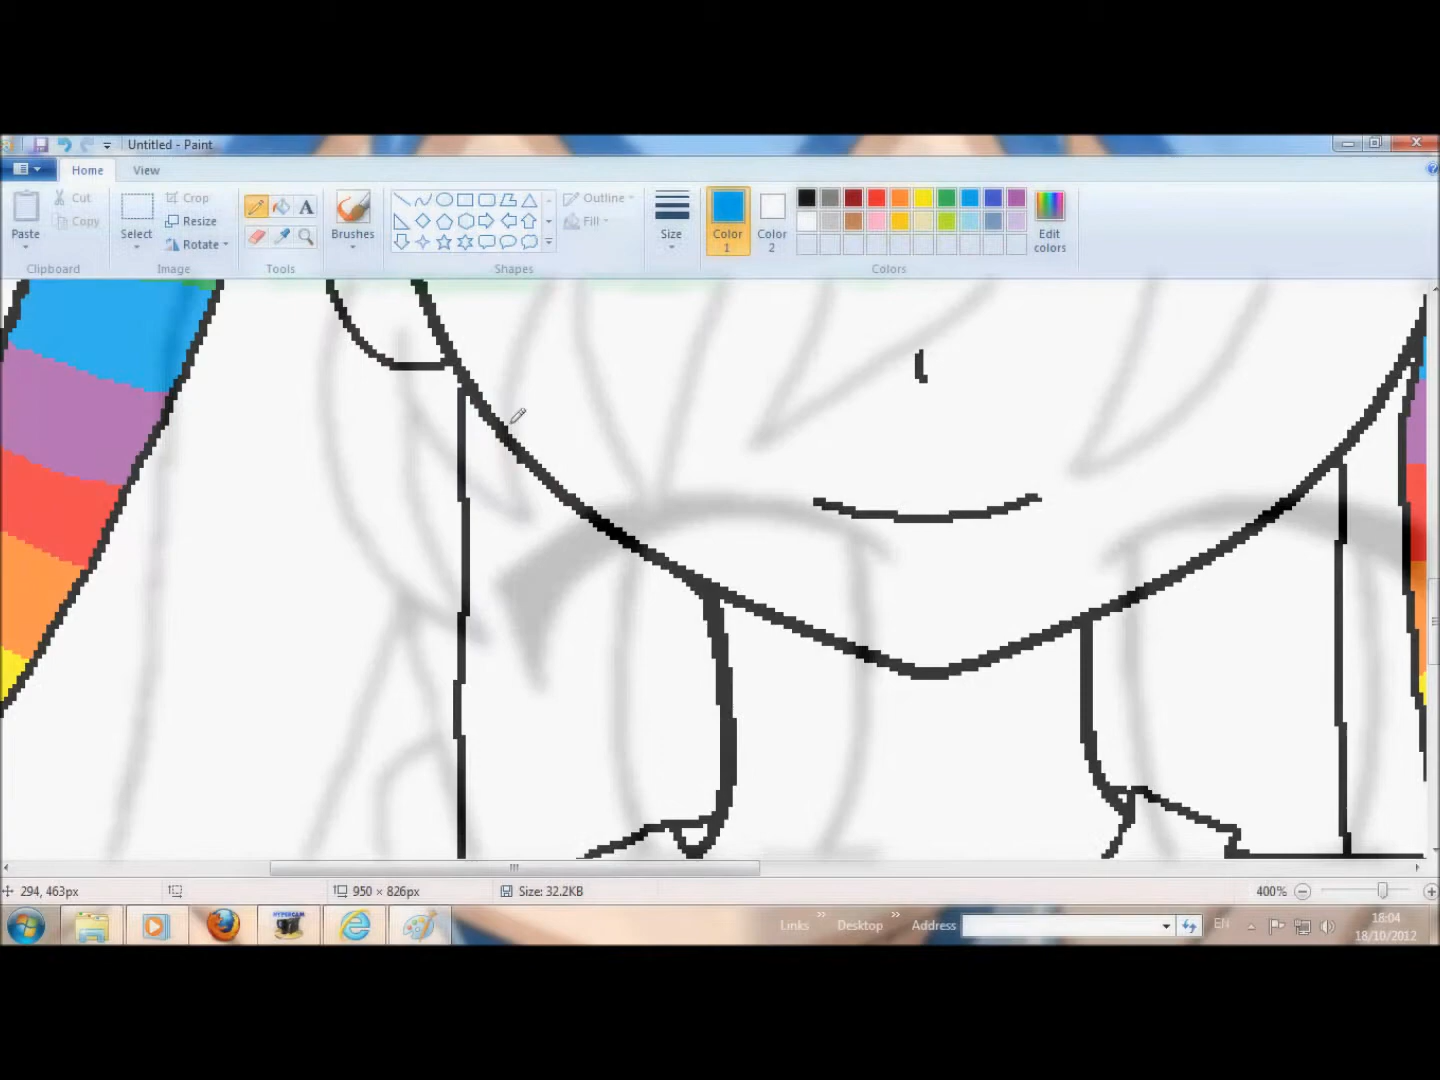 Untitled - Paint
Home
View
Paste
Cut
Copy
Clipboard
Select
Crop
Resize
Rotate
Image
A
Tools
Brushes
Shapes
Outline
Fill
Size
Color 1
Color 2
Edit colors
Colors
294, 463px
950 × 826px
Size: 32.2KB
400%
HYPERCAM
Links
Desktop
Address
EN
18:04
18/10/2012